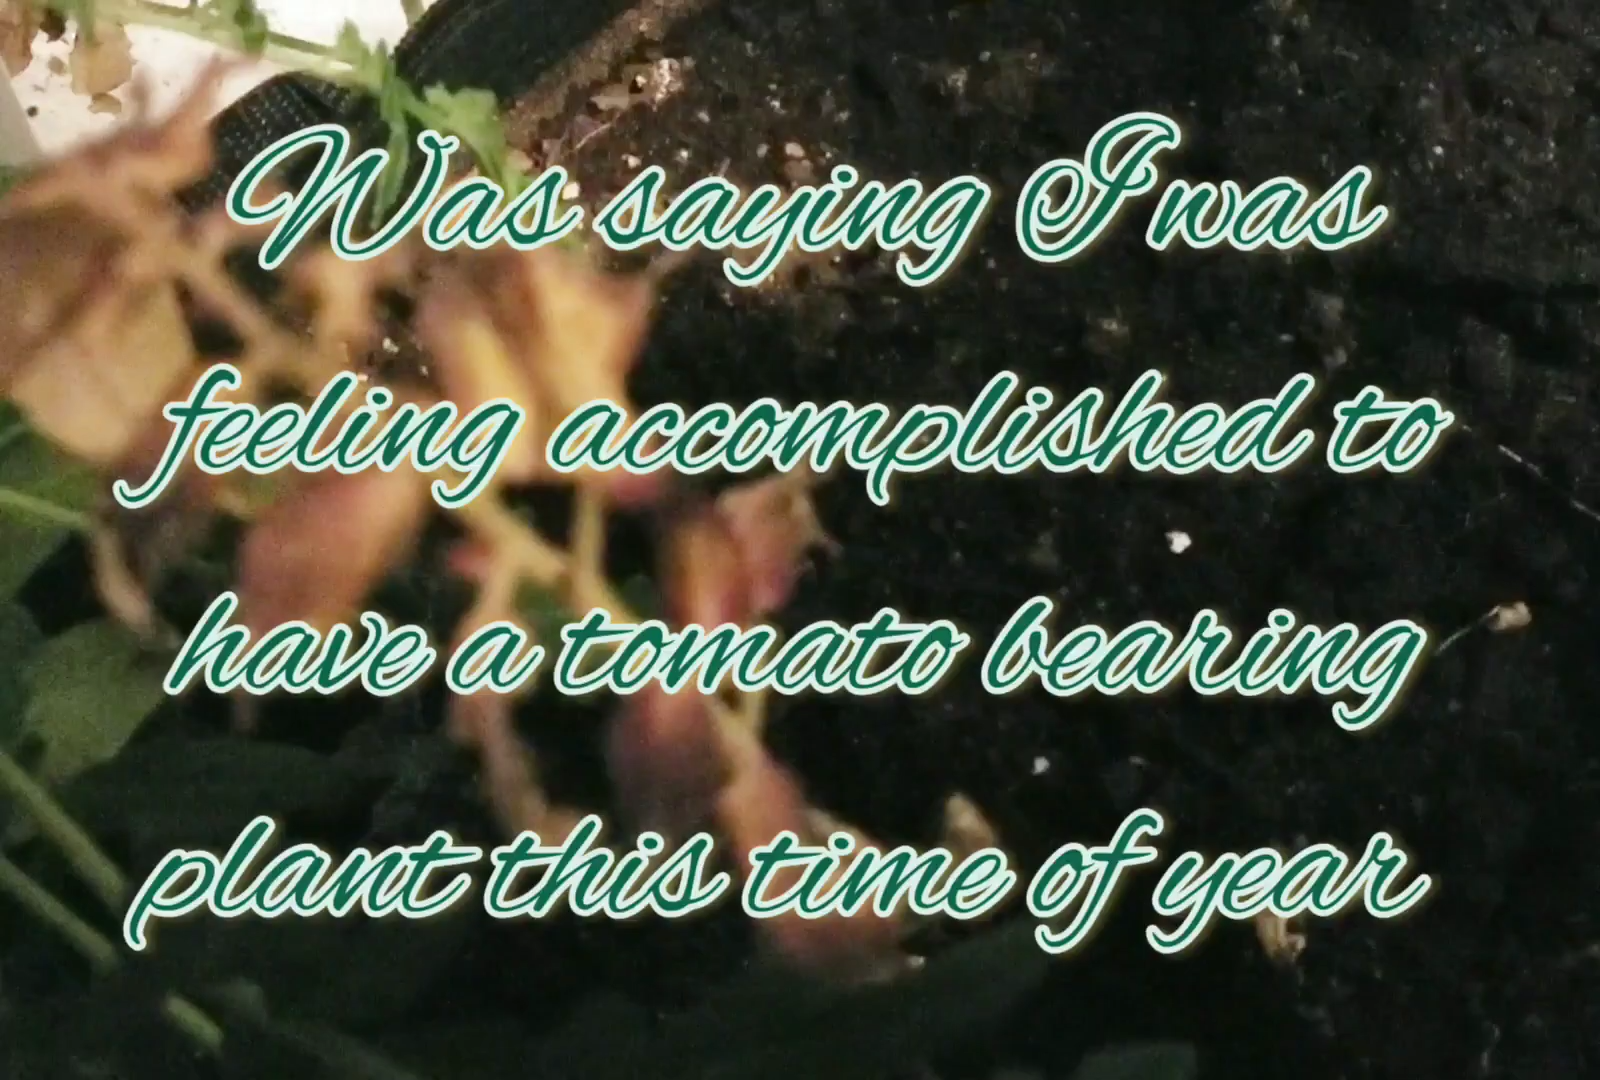 Was saying I was
feeling accomplished to
have a tomato bearing
plant this time of year